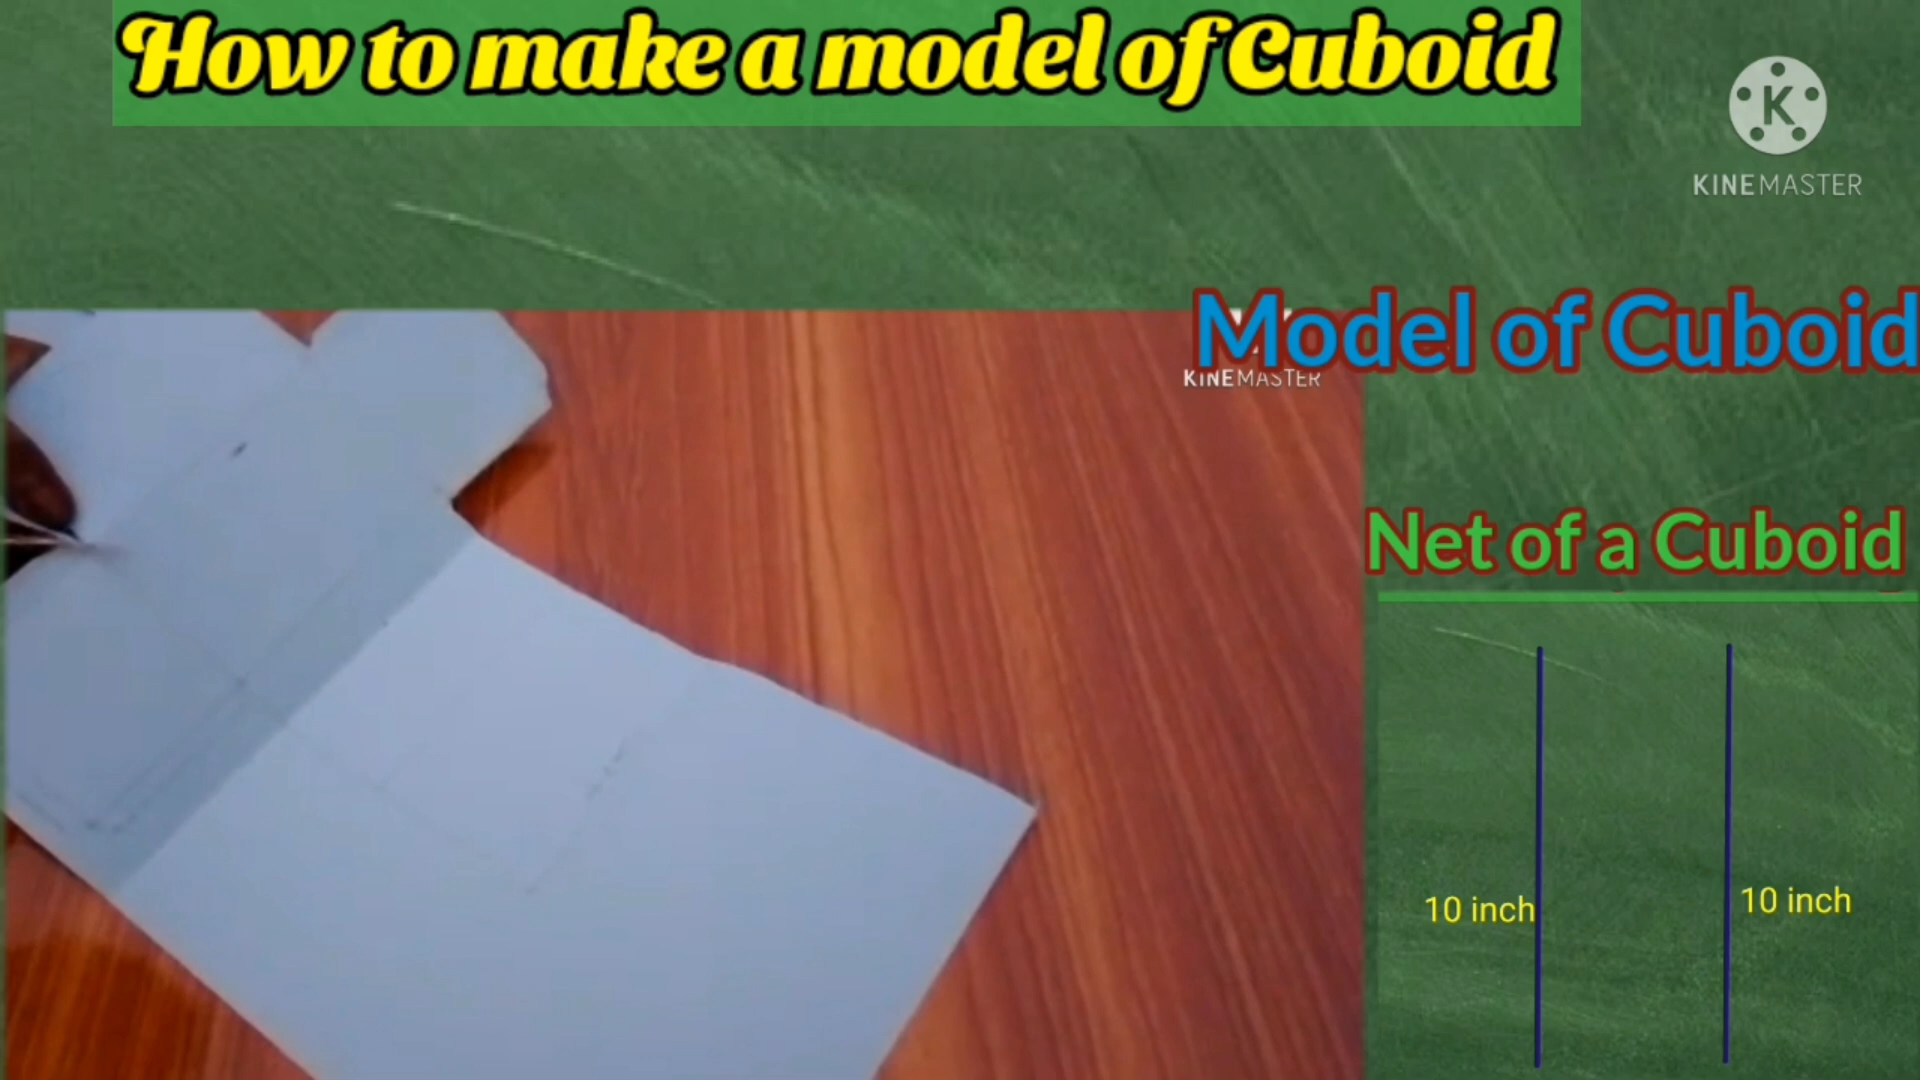 How to make a model of Cuboid
K
KINEMASTER
Model of Cuboid
KINEMASTER
Net of a Cuboid
10 inch
10 inch